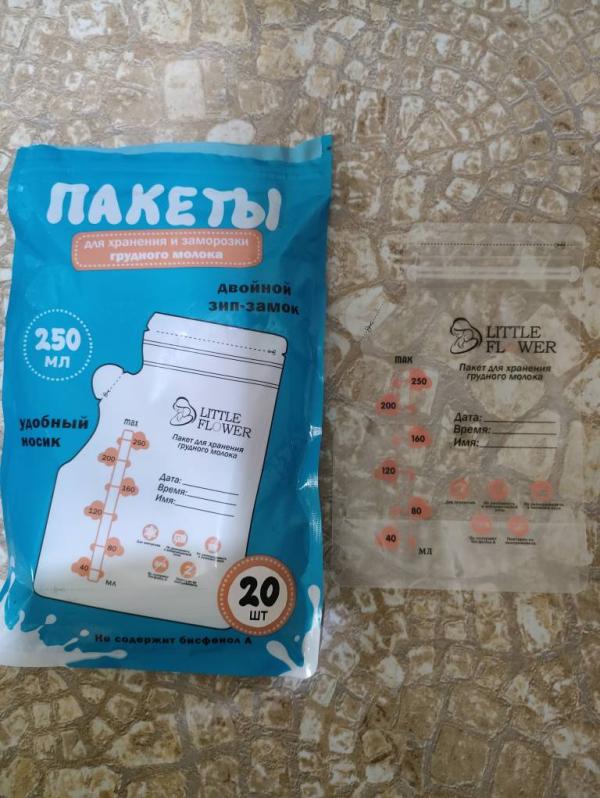 ПАКЕТЫ
для хранения и заморозки
грудного молока
двойной
зип-замок
250
МЛ
удобный
носик
LITTLE
FLOWER
Пакет для хранения
грудного молока
max
250
200
160
120
80
40
МЛ
Дата:
Время:
Имя:
20
ШТ
Не содержит бисфенол А
LITTLE
FLOWER
Пакет для хранения
грудного молока
мак
250
200
160
120
80
40
МЛ
Дата:
Время:
Имя: